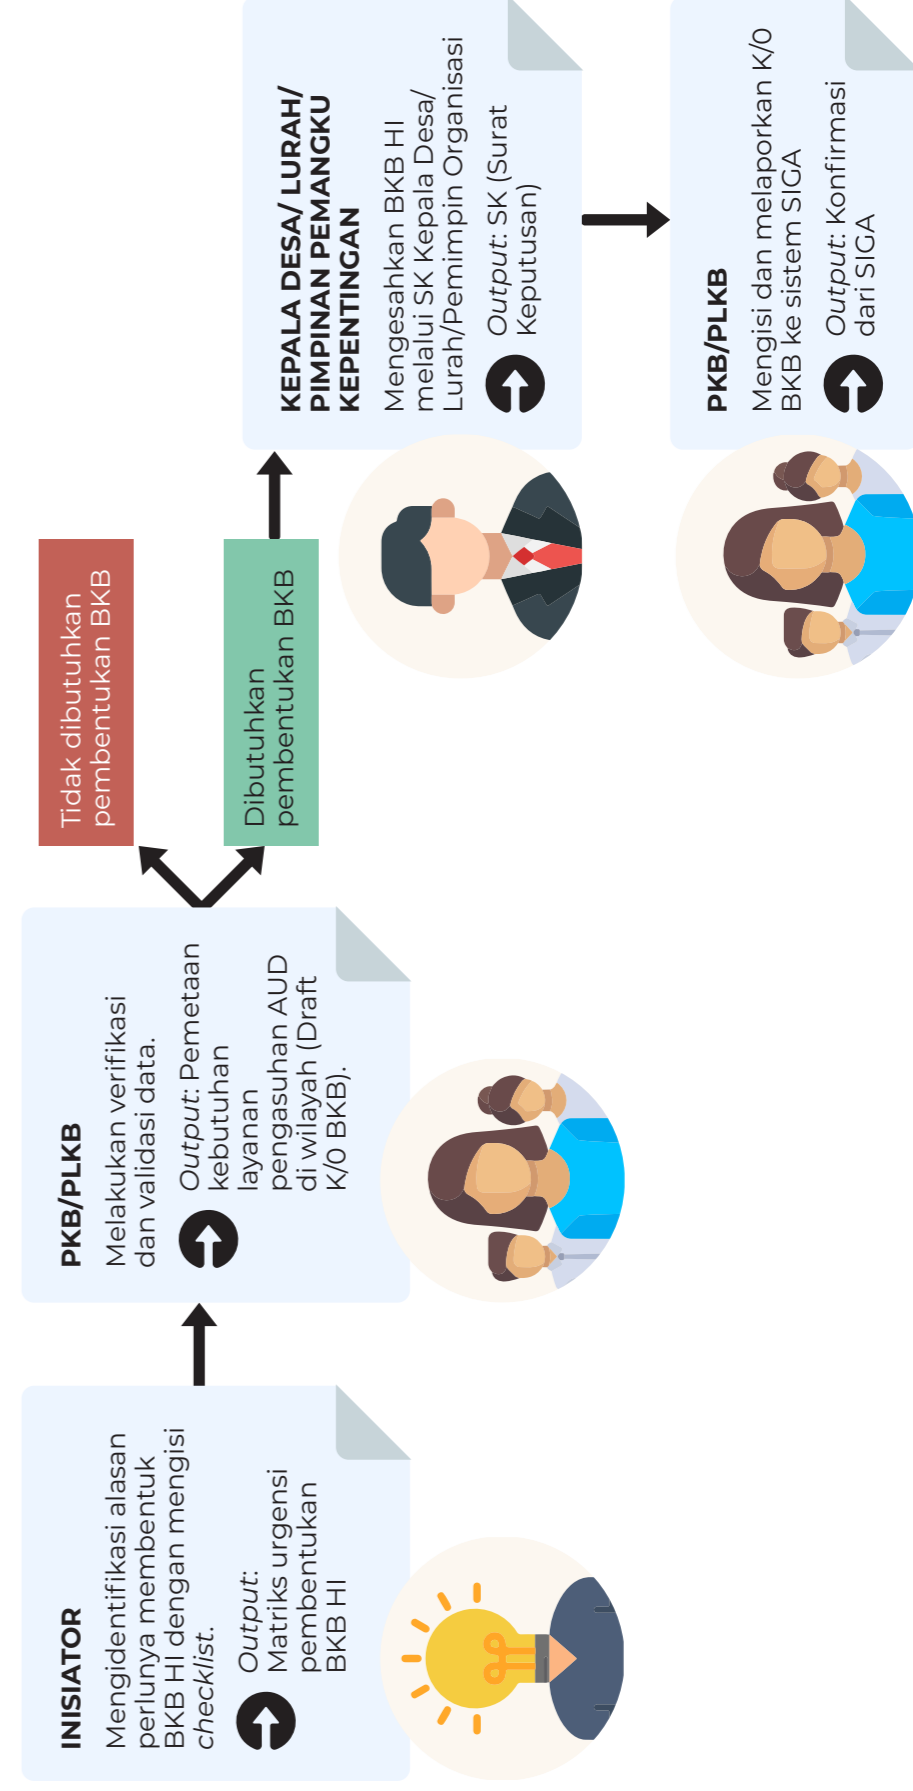 INISIATOR
Mengidentifikasi alasan
perlunya membentuk
BKB HI dengan mengisi
checklist.
Output:
Matriks urgensi
pembentukan
BKB HI
PKB/PLKB
Melakukan verifikasi
dan validasi data.
Output: Pemetaan
kebutuhan
layanan
pengasuhan AUD
di wilayah (Draft
K/0 BKB).
Tidak dibutuhkan
pembentukan BKB
Dibutuhkan
pembentukan BKB
KEPALA DESA/ LURAH/
PIMPINAN PEMANGKU
KEPENTINGAN
Mengesahkan BKB HI
melalui SK Kepala Desa/
Lurah/Pemimpin Organisasi
Output: SK (Surat
Keputusan)
PKB/PLKB
Mengisi dan melaporkan K/0
BKB ke sistem SIGA
Output: Konfirmasi
dari SIGA